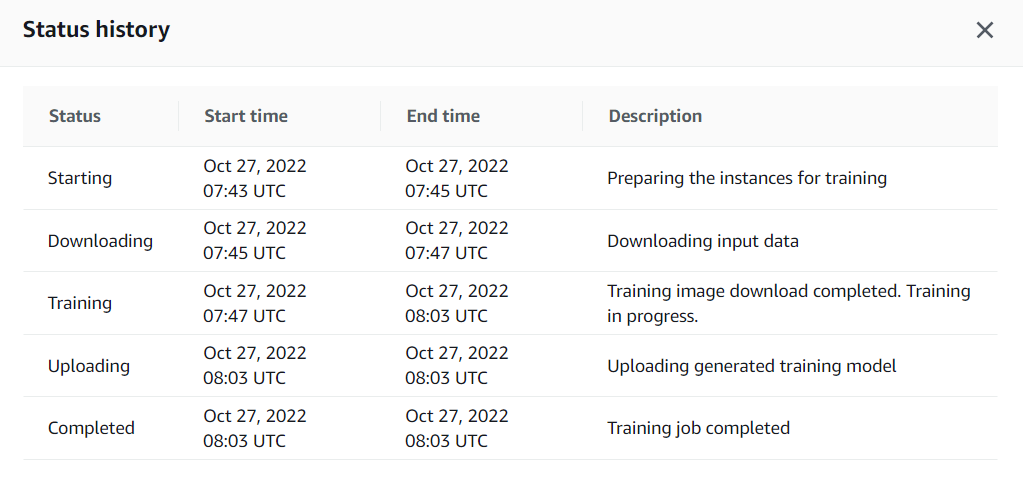 Status history
Status Start time End time Description
Starting Oct 27, 2022 07:43 UTC Oct 27, 2022 07:45 UTC Preparing the instances for training
Downloading Oct 27, 2022 07:45 UTC Oct 27, 2022 07:47 UTC Downloading input data
Training Oct 27, 2022 07:47 UTC Oct 27, 2022 08:03 UTC Training image download completed. Training in progress.
Uploading Oct 27, 2022 08:03 UTC Oct 27, 2022 08:03 UTC Uploading generated training model
Completed Oct 27, 2022 08:03 UTC Oct 27, 2022 08:03 UTC Training job completed